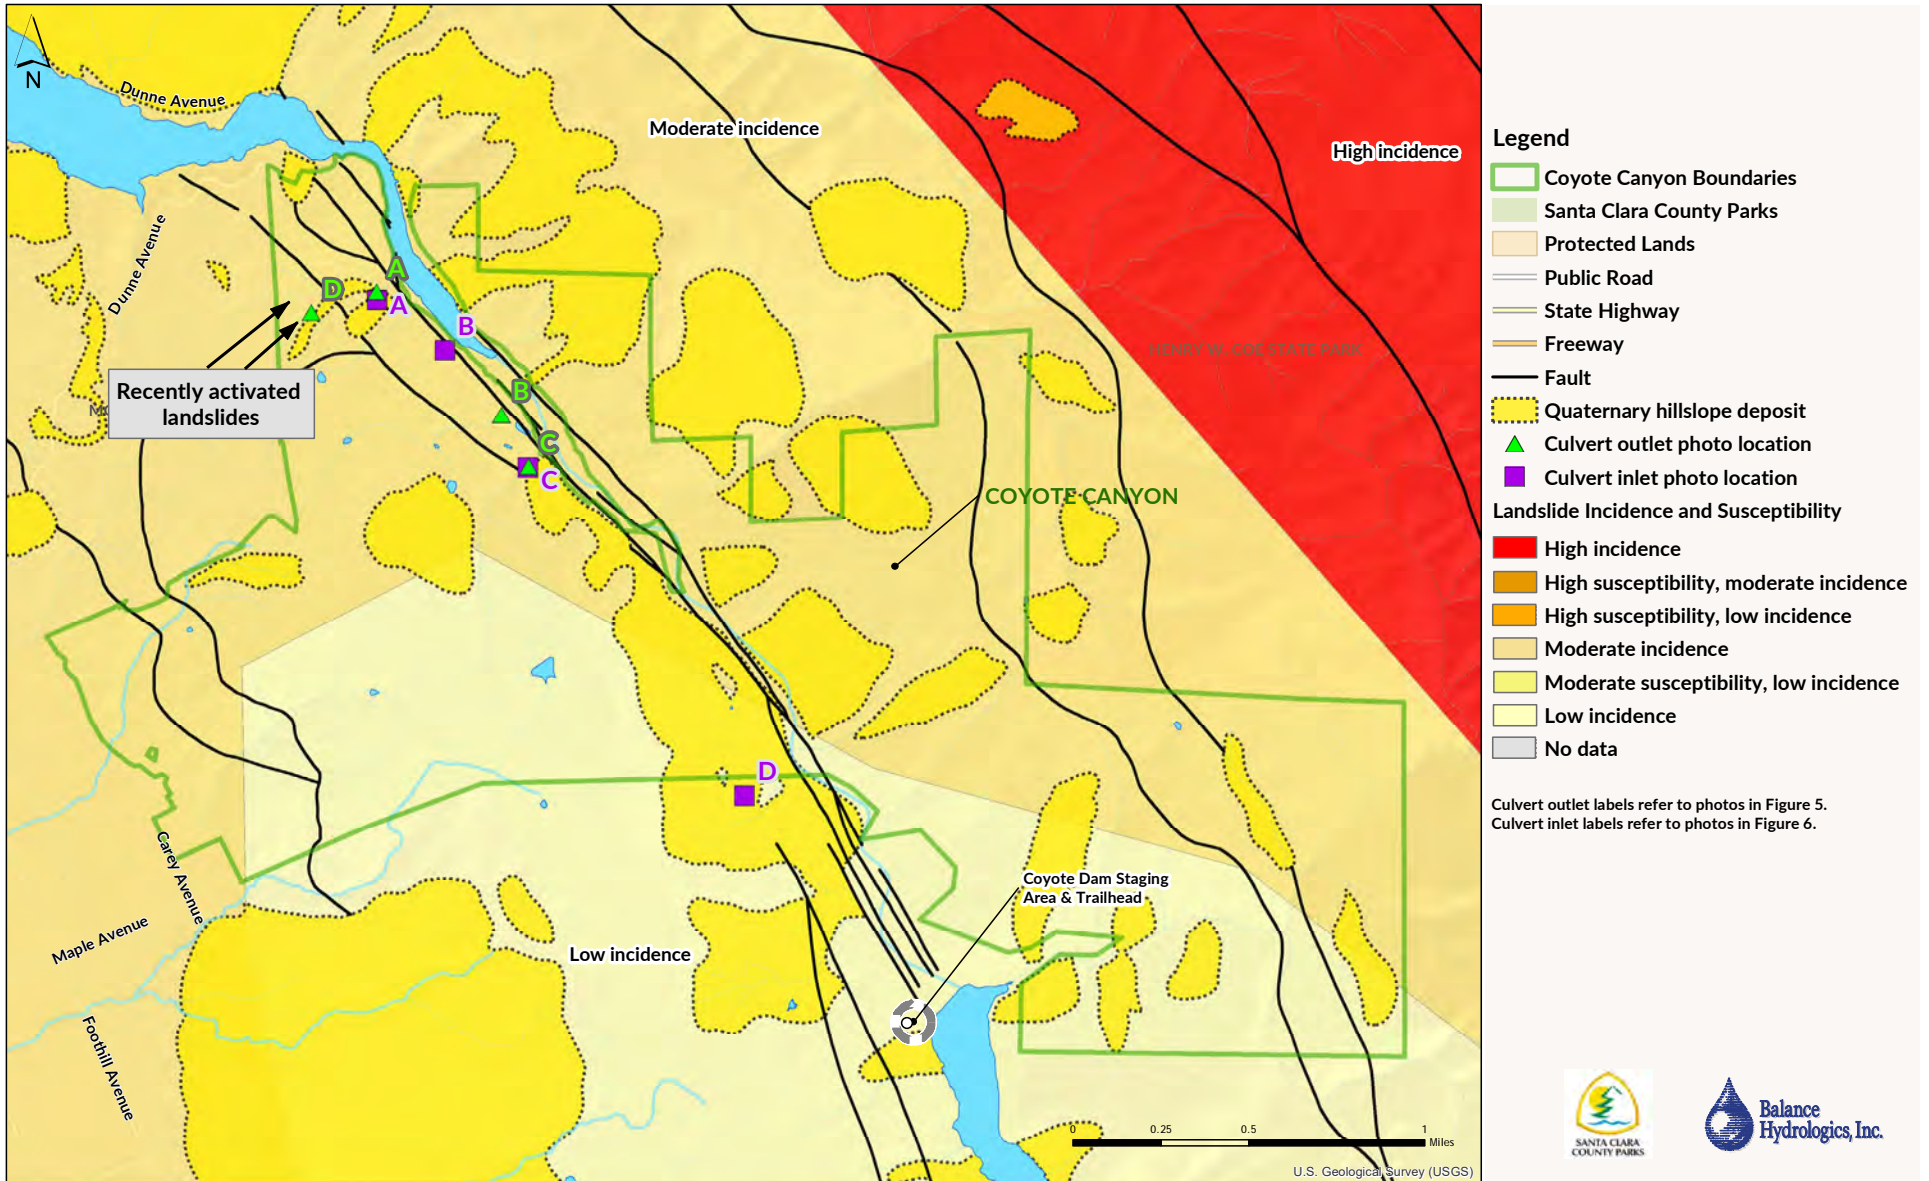 N
Dunne Avenue
Moderate incidence
High incidence
Dunne Avenue
A
D
A
B
HENRY W. COE STATE PARK
Recently activated
landslides
B
C
C
COYOTE CANYON
D
Carey Avenue
Coyote Dam Staging
Area & Trailhead
Maple Avenue
Low incidence
Foothill Avenue
0 0.25 0.5 1
Miles
U.S. Geological Survey (USGS)
Legend
Coyote Canyon Boundaries
Santa Clara County Parks
Protected Lands
Public Road
State Highway
Freeway
Fault
Quaternary hillslope deposit
Culvert outlet photo location
Culvert inlet photo location
Landslide Incidence and Susceptibility
High incidence
High susceptibility, moderate incidence
High susceptibility, low incidence
Moderate incidence
Moderate susceptibility, low incidence
Low incidence
No data
Culvert outlet labels refer to photos in Figure 5.
Culvert inlet labels refer to photos in Figure 6.
SANTA CLARA
COUNTY PARKS
Balance
Hydrologics, Inc.